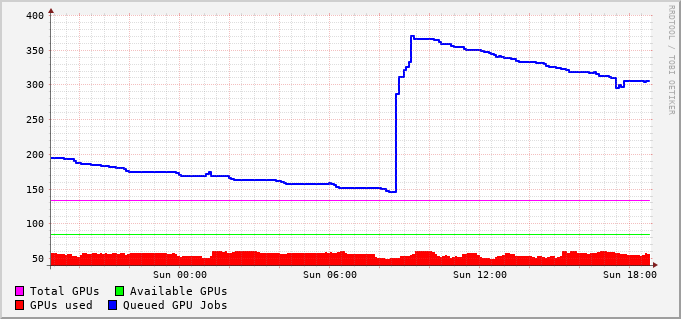 400
350
300
250
200
150
100
50
Sun 00:00 Sun 06:00 Sun 12:00 Sun 18:00
Total GPUs Available GPUs
GPUs used Queued GPU Jobs
RRDTOOL / TOBI OETIKER